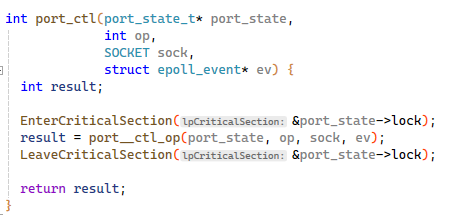 int port_ctl(port_state_t* port_state,
             int op,
             SOCKET sock,
             struct epoll_event* ev) {
  int result;

  EnterCriticalSection( lpCriticalSection: &port_state->lock);
  result = port__ctl_op(port_state, op, sock, ev);
  LeaveCriticalSection( lpCriticalSection: &port_state->lock);

  return result;
}